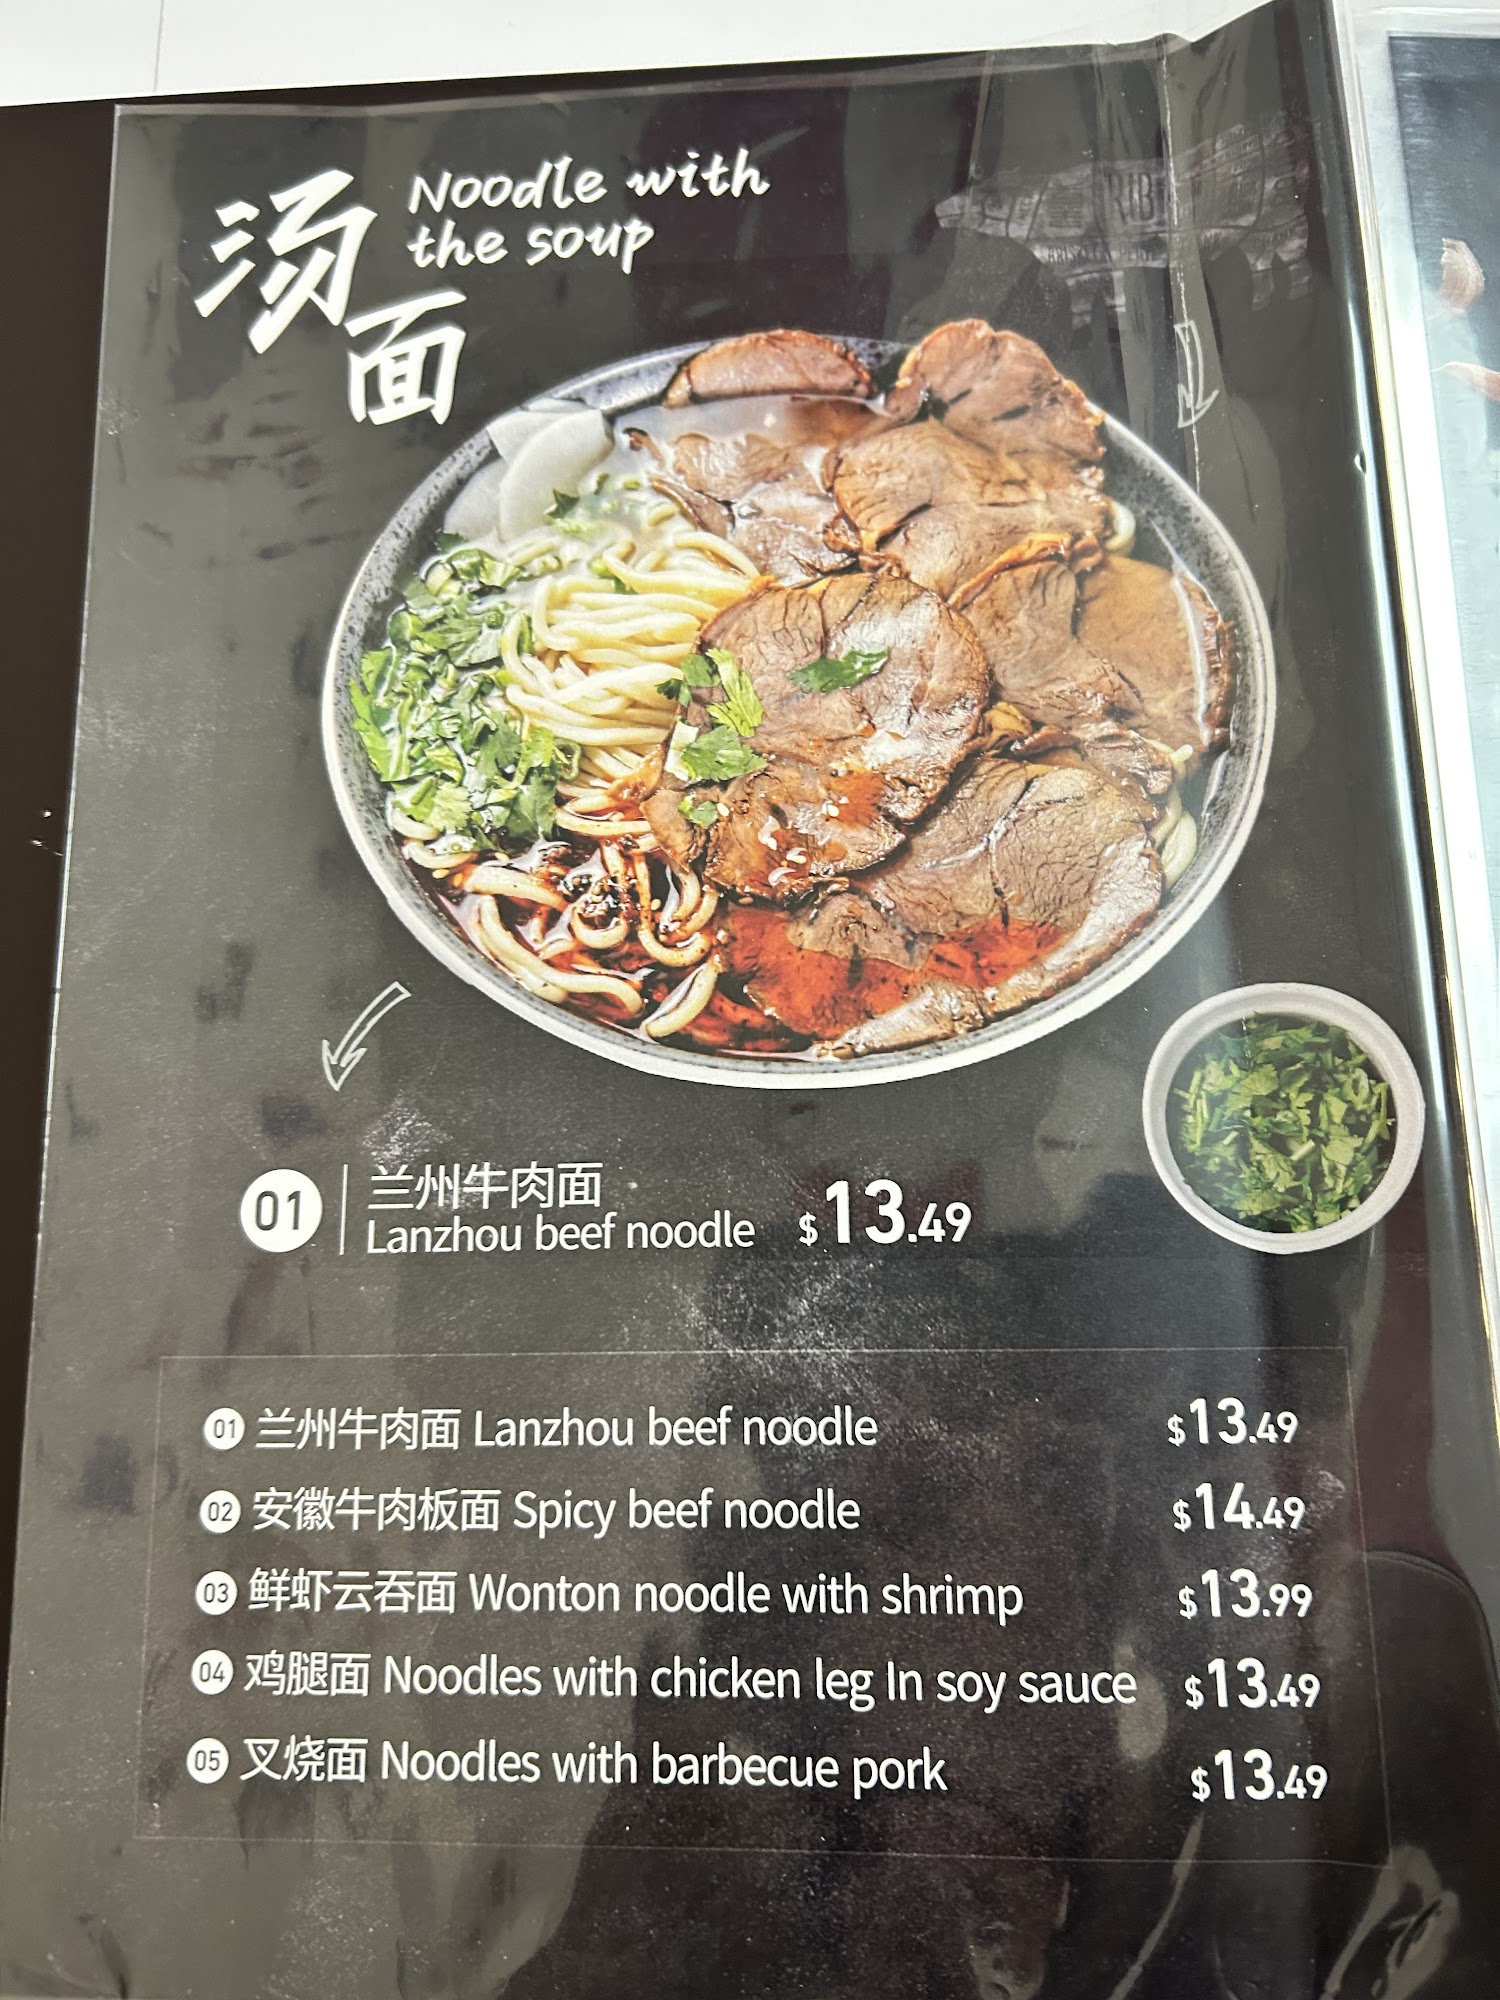 汤面
Noodle with
the soup
01 兰州牛肉面
Lanzhou beef noodle $13.49
01 兰州牛肉面 Lanzhou beef noodle $13.49
02 安徽牛肉板面 Spicy beef noodle $14.49
03 鲜虾云吞面 Wonton noodle with shrimp $13.99
04 鸡腿面 Noodles with chicken leg In soy sauce $13.49
05 叉烧面 Noodles with barbecue pork $13.49